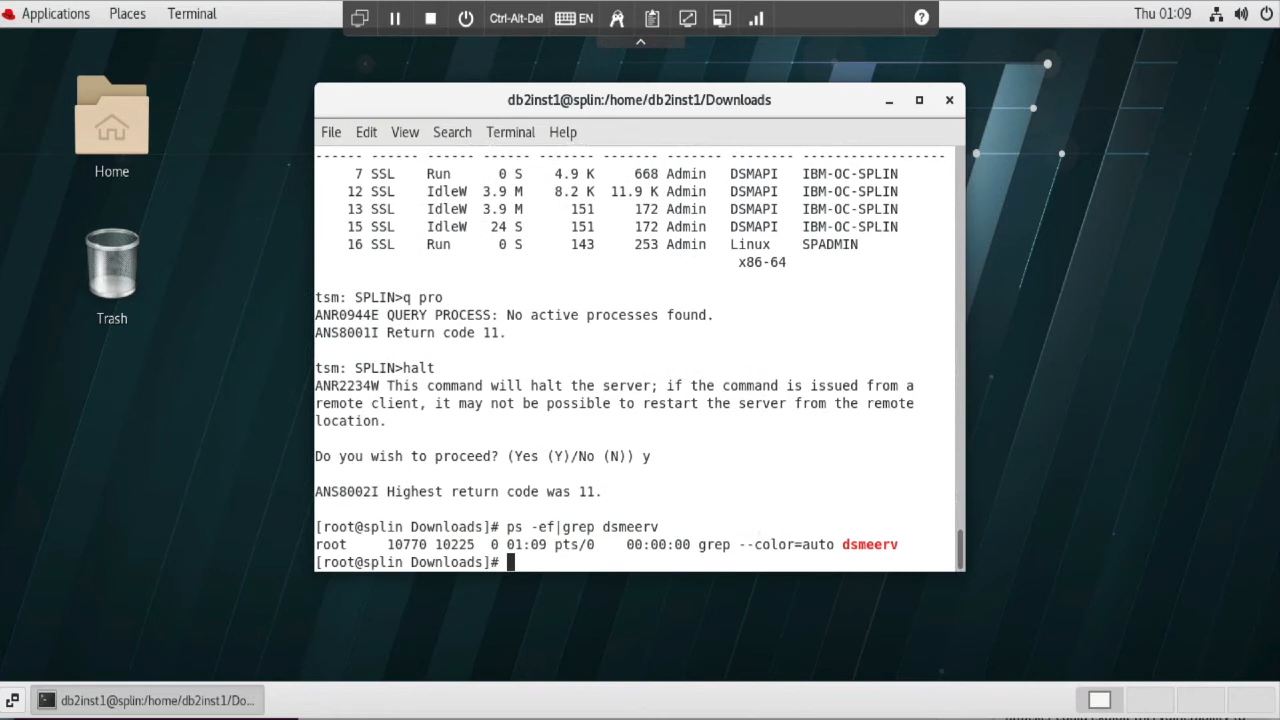 Applications Places Terminal
Ctrl-Alt-Del EN
Thu 01:09
Home
Trash
db2inst1@splin:/home/db2inst1/Downloads
File Edit View Search Terminal Help
------ ------ ------ ------ ------- ------- ------- -------- ------------------
7 SSL Run 0 S 4.9 K 668 Admin DSMAPI IBM-OC-SPLIN
12 SSL IdleW 3.9 M 8.2 K 11.9 K Admin DSMAPI IBM-OC-SPLIN
13 SSL IdleW 3.9 M 151 172 Admin DSMAPI IBM-OC-SPLIN
15 SSL IdleW 24 S 151 172 Admin DSMAPI IBM-OC-SPLIN
16 SSL Run 0 S 143 253 Admin Linux SPADMIN
x86-64
tsm: SPLIN>q pro
ANR0944E QUERY PROCESS: No active processes found.
ANS8001I Return code 11.
tsm: SPLIN>halt
ANR2234W This command will halt the server; if the command is issued from a
remote client, it may not be possible to restart the server from the remote
location.
Do you wish to proceed? (Yes (Y)/No (N)) y
ANS8002I Highest return code was 11.
[root@splin Downloads]# ps -ef|grep dsmeerv
root 10770 10225 0 01:09 pts/0 00:00:00 grep --color=auto dsmeerv
[root@splin Downloads]#
db2inst1@splin:/home/db2inst1/Do...